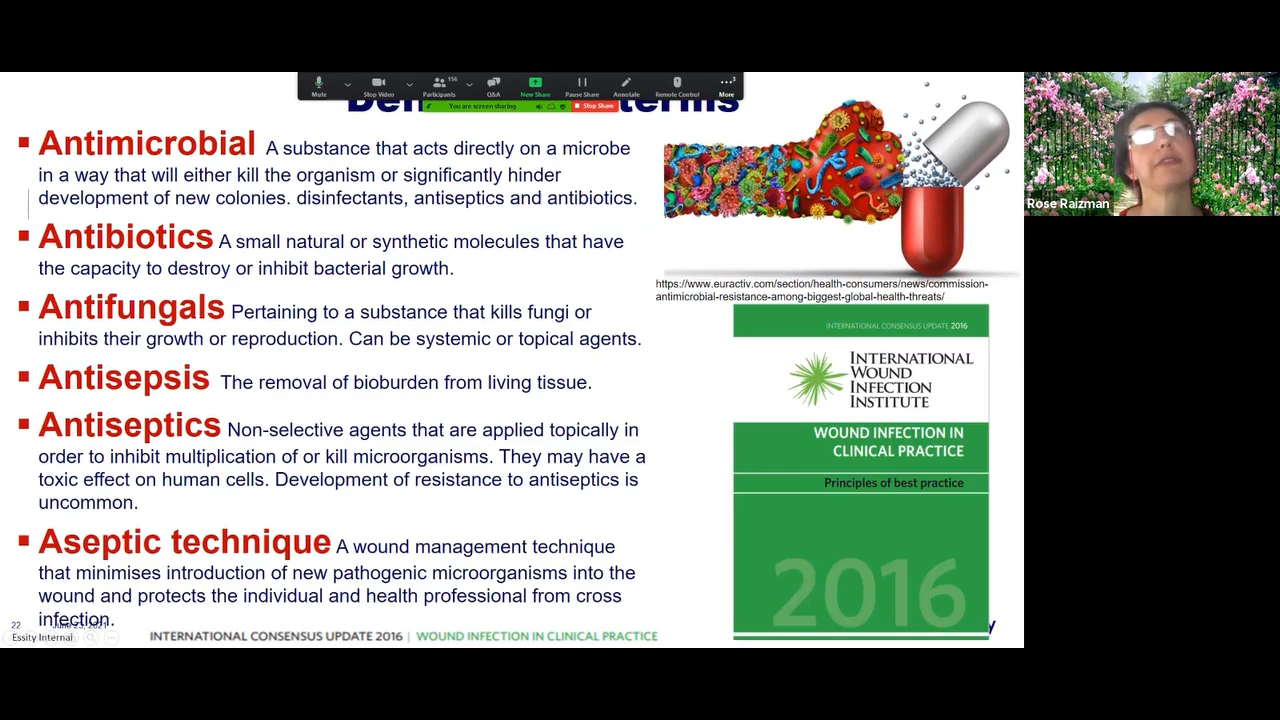 Mute
Stop Video
Participants
156
Q&A
New Share
Pause Share
Annotate
Remote Control
More
3
You are screen sharing
Stop Share
terms
Antimicrobial A substance that acts directly on a microbe
in a way that will either kill the organism or significantly hinder
development of new colonies. disinfectants, antiseptics and antibiotics.
Antibiotics A small natural or synthetic molecules that have
the capacity to destroy or inhibit bacterial growth.
Antifungals Pertaining to a substance that kills fungi or
inhibits their growth or reproduction. Can be systemic or topical agents.
Antisepsis The removal of bioburden from living tissue.
Antiseptics Non-selective agents that are applied topically in
order to inhibit multiplication of or kill microorganisms. They may have a
toxic effect on human cells. Development of resistance to antiseptics is
uncommon.
Aseptic technique A wound management technique
that minimises introduction of new pathogenic microorganisms into the
wound and protects the individual and health professional from cross
infection.
22
Essity Internal
INTERNATIONAL CONSENSUS UPDATE 2016 | WOUND INFECTION IN CLINICAL PRACTICE
https://www.euractiv.com/section/health-consumers/news/commission-
antimicrobial-resistance-among-biggest-global-health-threats/
INTERNATIONAL CONSENSUS UPDATE 2016
INTERNATIONAL
WOUND
INFECTION
INSTITUTE
WOUND INFECTION IN
CLINICAL PRACTICE
Principles of best practice
2016
Rose Raizman